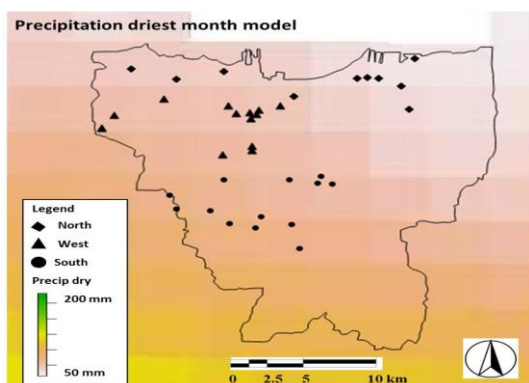 Precipitation driest month model
Legend
North
West
South
Precip dry
200 mm
50 mm
0 2.5 5 10 km